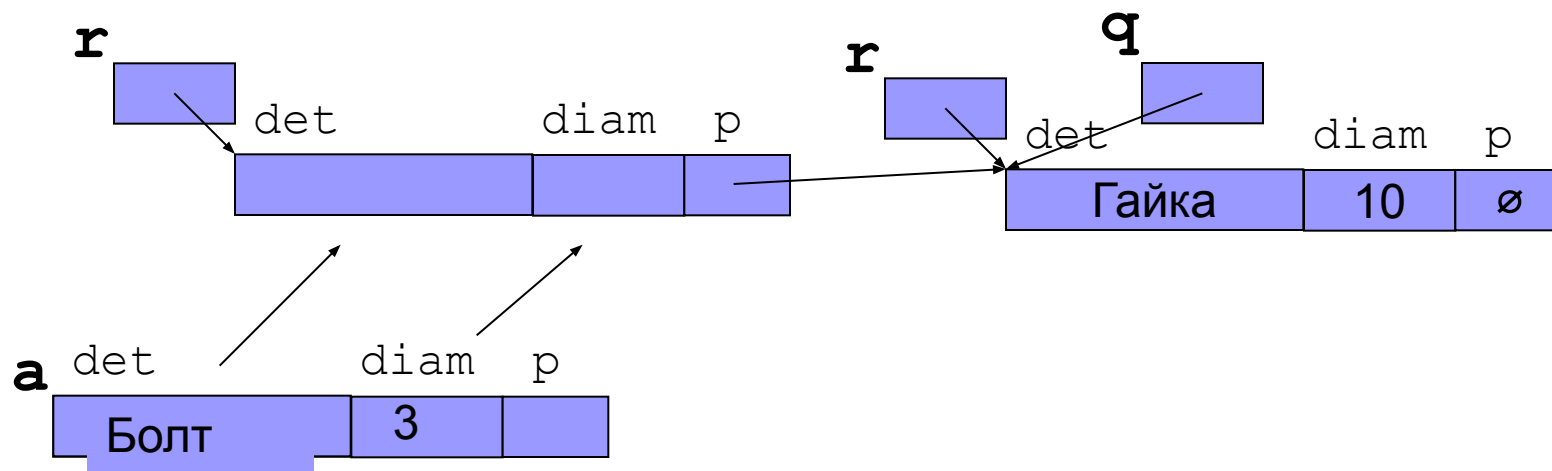 r r q
det diam p det diam p
Гайка 10 ∅
a det diam p
Болт 3